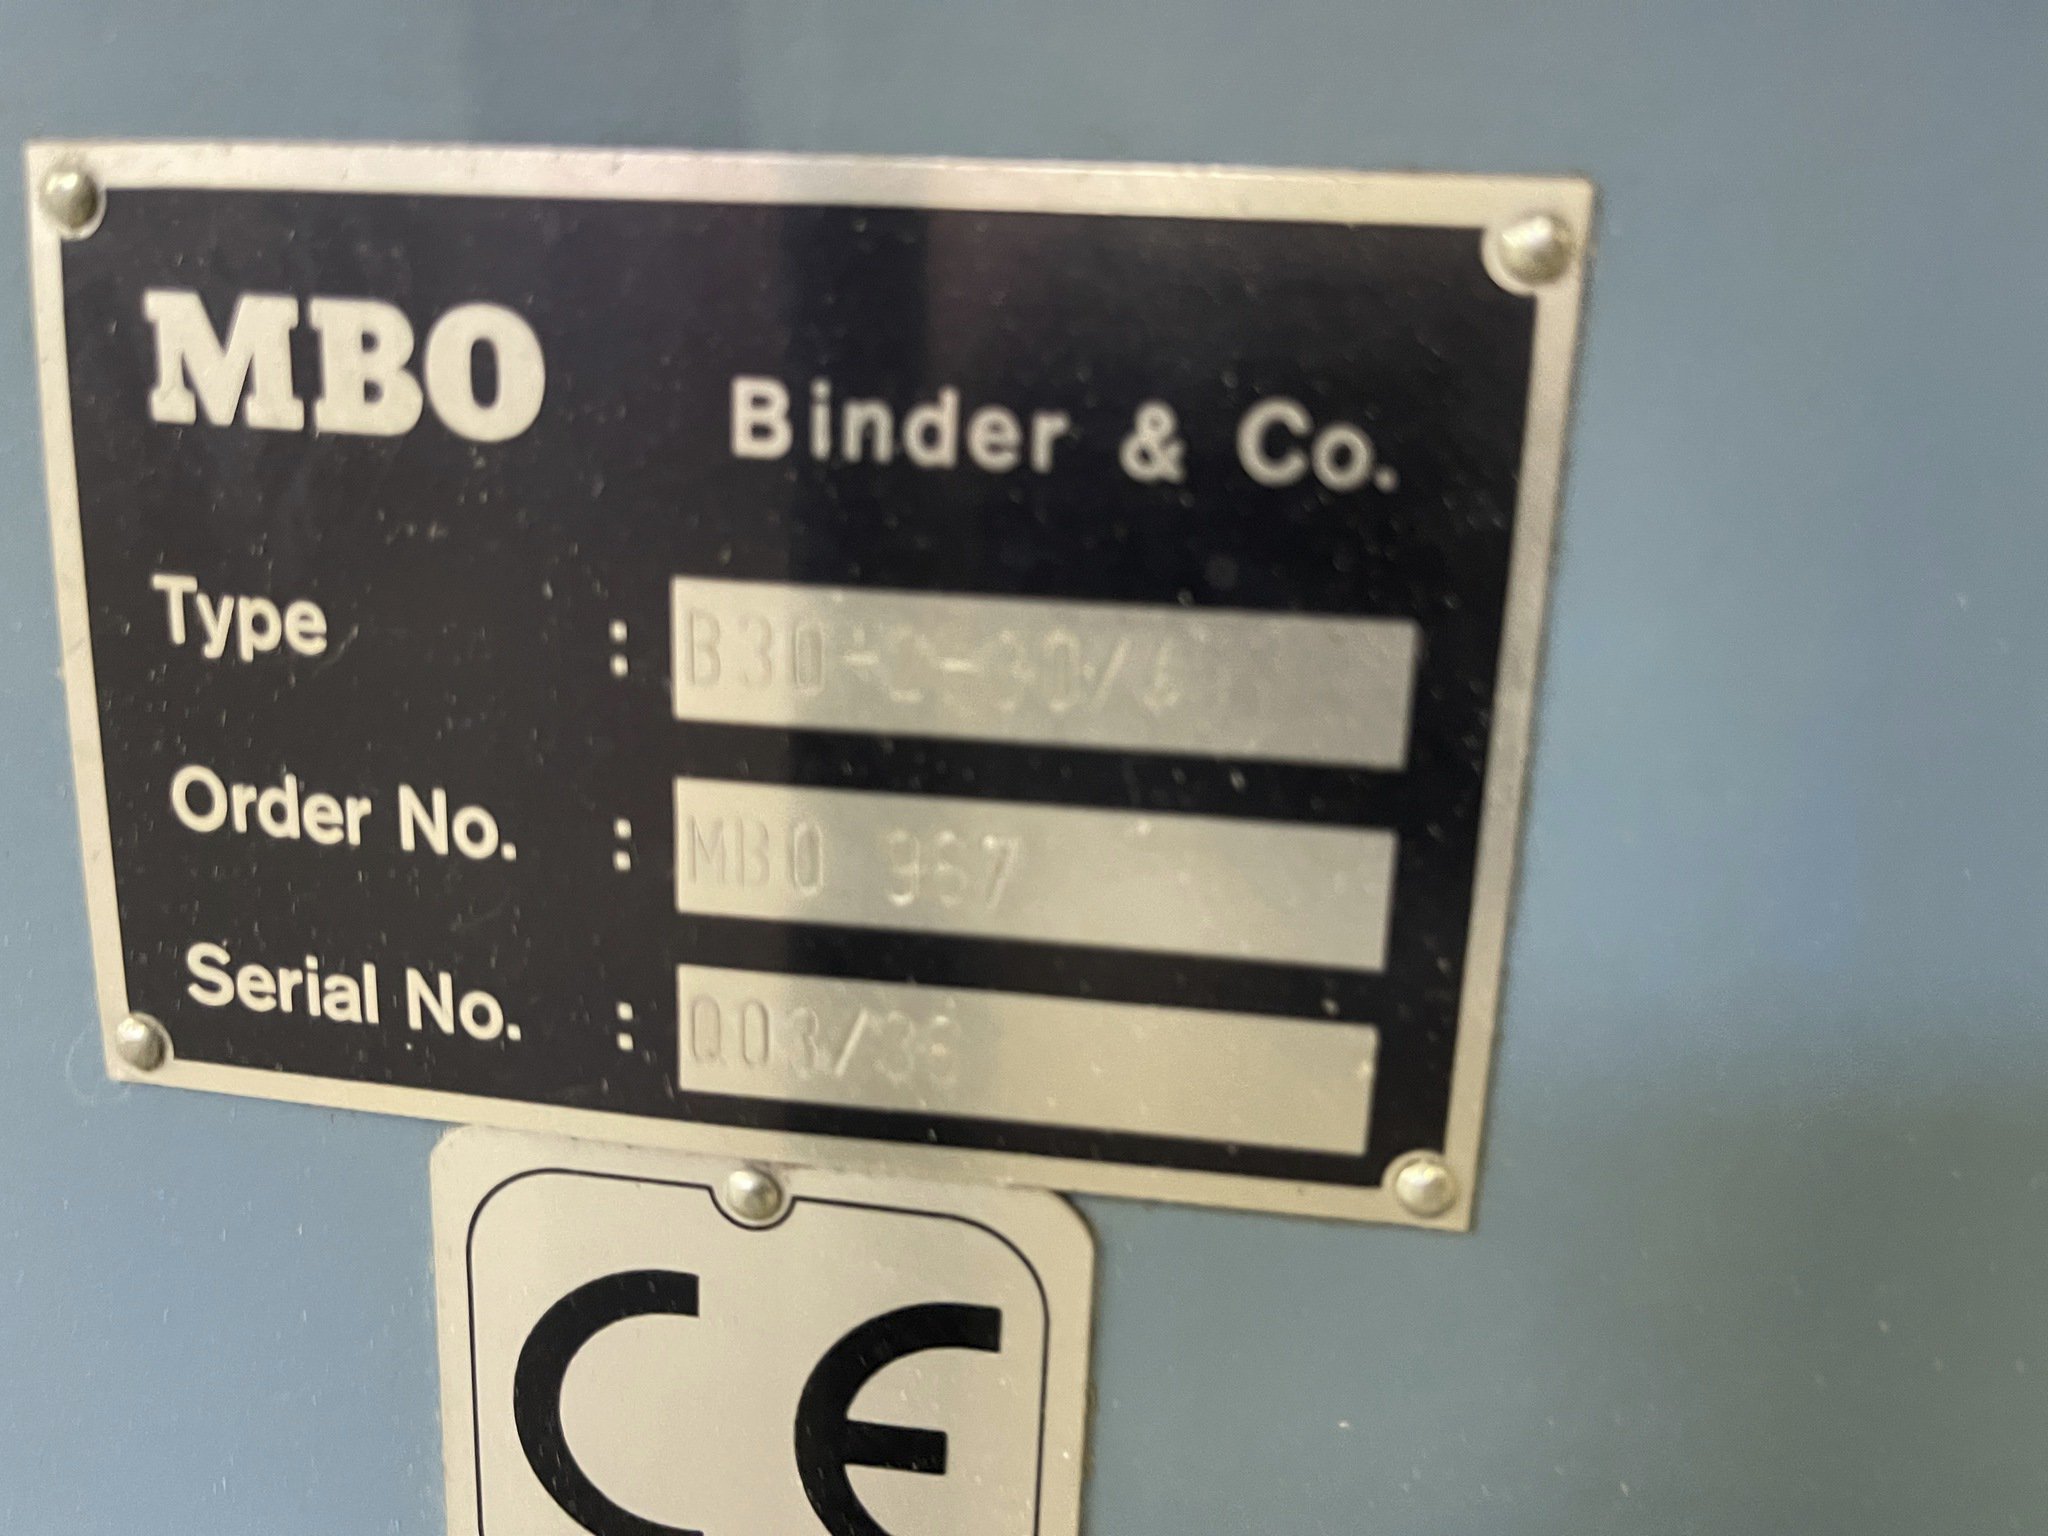 MBO Binder & Co.
Type :
Order No. : MBO 967
Serial No. :
CE